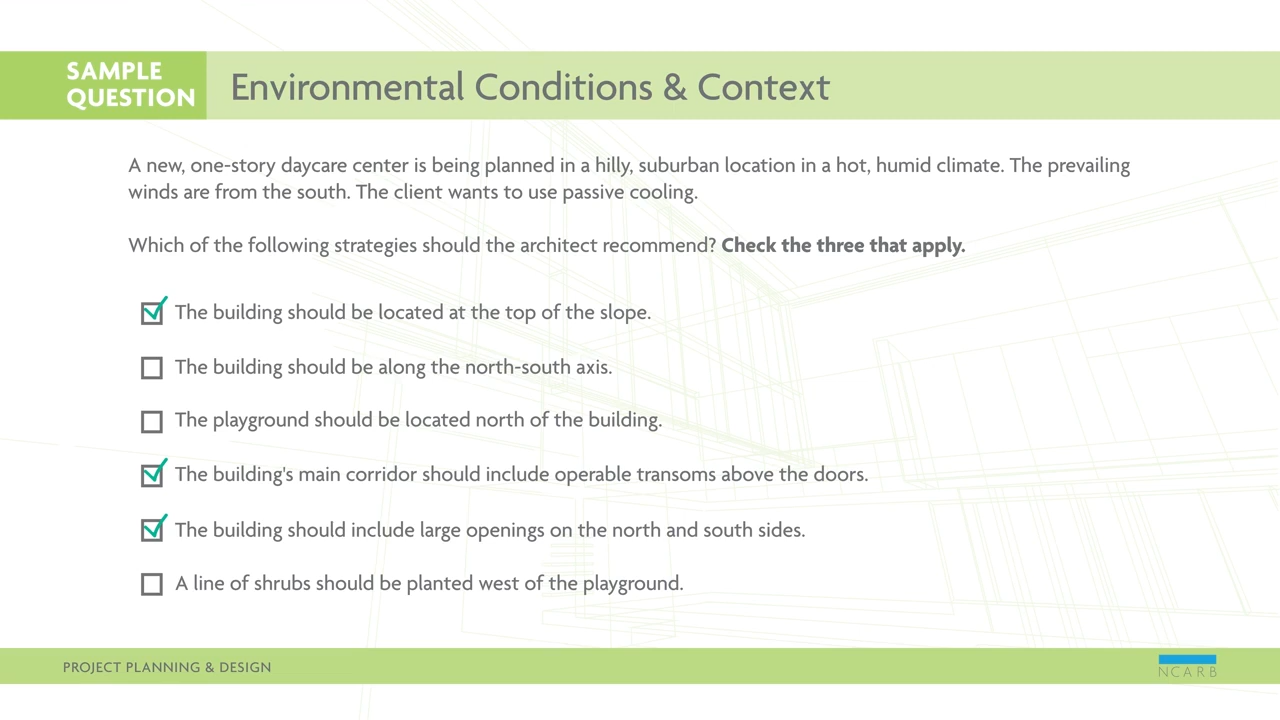 SAMPLE
QUESTION
Environmental Conditions & Context
A new, one-story daycare center is being planned in a hilly, suburban location in a hot, humid climate. The prevailing
winds are from the south. The client wants to use passive cooling.
Which of the following strategies should the architect recommend? Check the three that apply.
The building should be located at the top of the slope.
The building should be along the north-south axis.
The playground should be located north of the building.
The building's main corridor should include operable transoms above the doors.
The building should include large openings on the north and south sides.
A line of shrubs should be planted west of the playground.
PROJECT PLANNING & DESIGN
NCARB